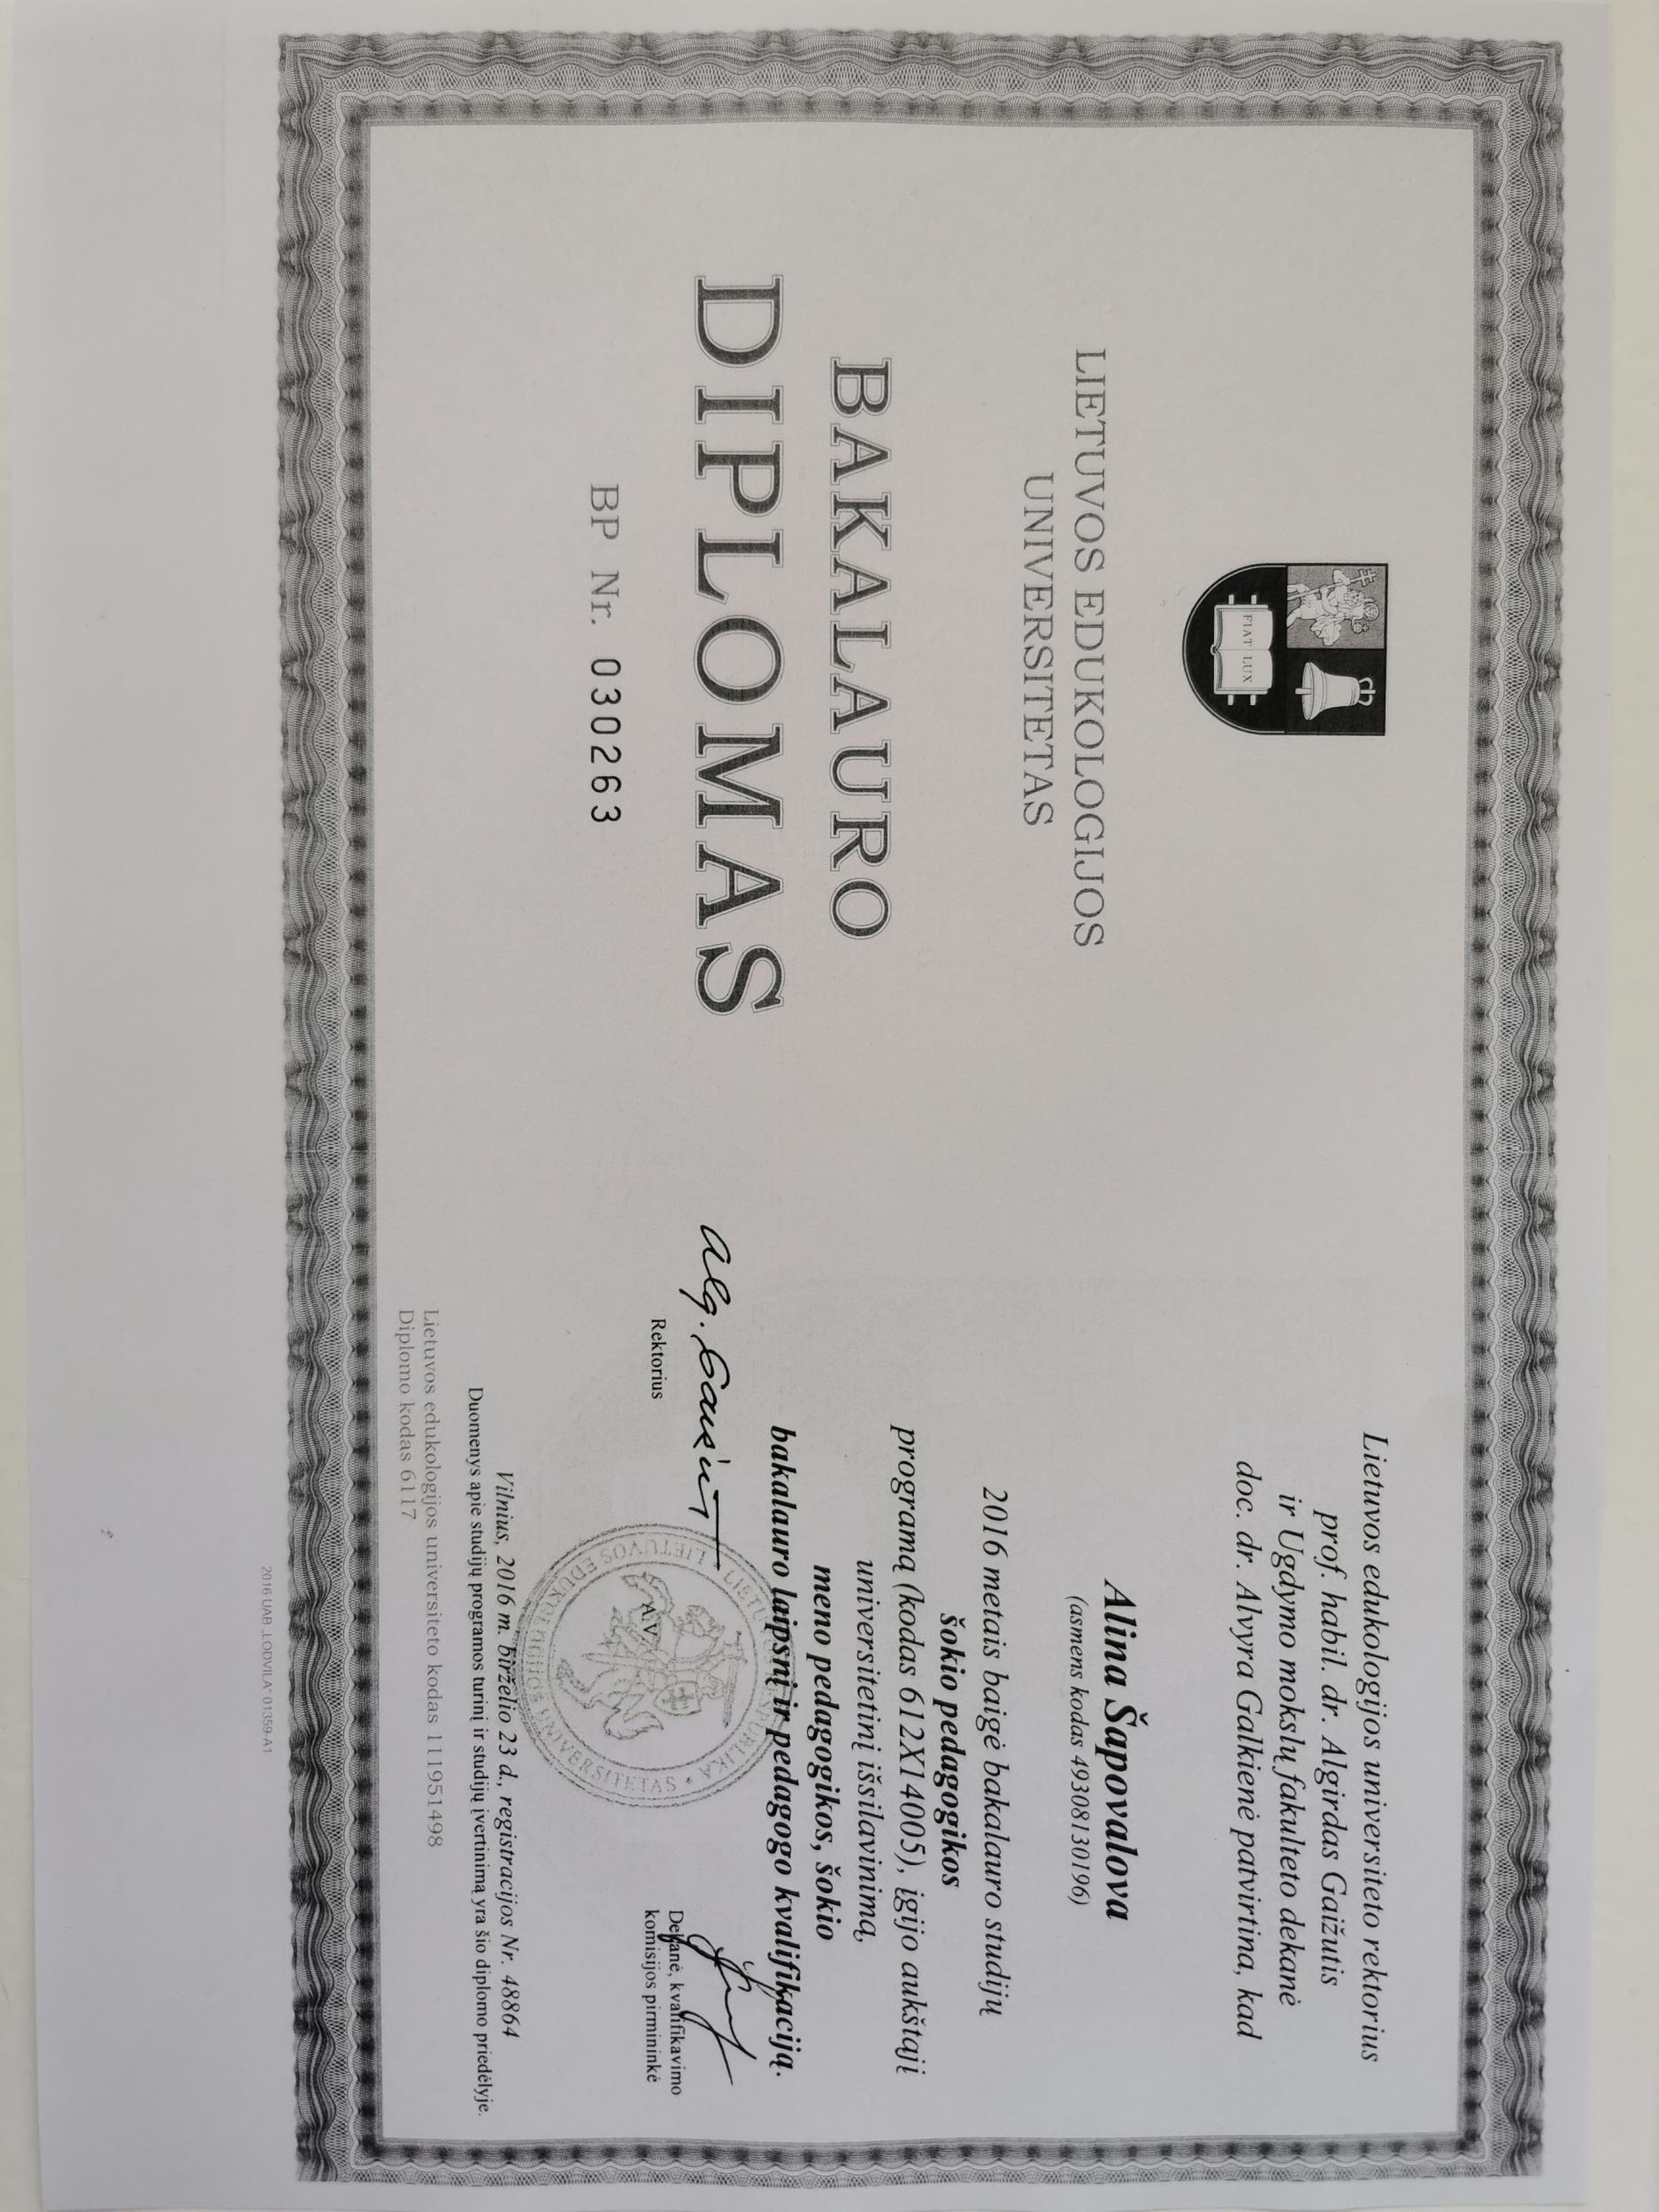 FIAT LUX
LIETUVOS EDUKOLOGIJOS
UNIVERSITETAS
BAKALAURO
DIPLOMAS
BP Nr. 030263
Lietuvos edukologijos universiteto rektorius
prof. habil. dr. Algirdas Gaižutis
ir Ugdymo mokslų fakulteto dekanė
doc. dr. Alvyra Galkienė patvirtina, kad
Alina Šapovalova
(asmens kodas 49308130196)
2016 metais baigė bakalauro studijų
šokio pedagogikos
programą (kodas 612X14005), įgijo aukštąjį
universitetinį išsilavinimą,
meno pedagogikos, šokio
bakalauro laipsnį ir pedagogo kvalifikaciją.
Rektorius
A.V.
LIETUVOS RESPUBLIKA • LIETUVOS EDUKOLOGIJOS UNIVERSITETAS •
Dekanė, kvalifikavimo
komisijos pirmininkė
Vilnius, 2016 m. birželio 23 d., registracijos Nr. 48864
Duomenys apie studijų programos turinį ir studijų įvertinimą yra šio diplomo priedėlyje.
Lietuvos edukologijos universiteto kodas 111951498
Diplomo kodas 6117
2016 UAB „LODVILA“ 01359-A1